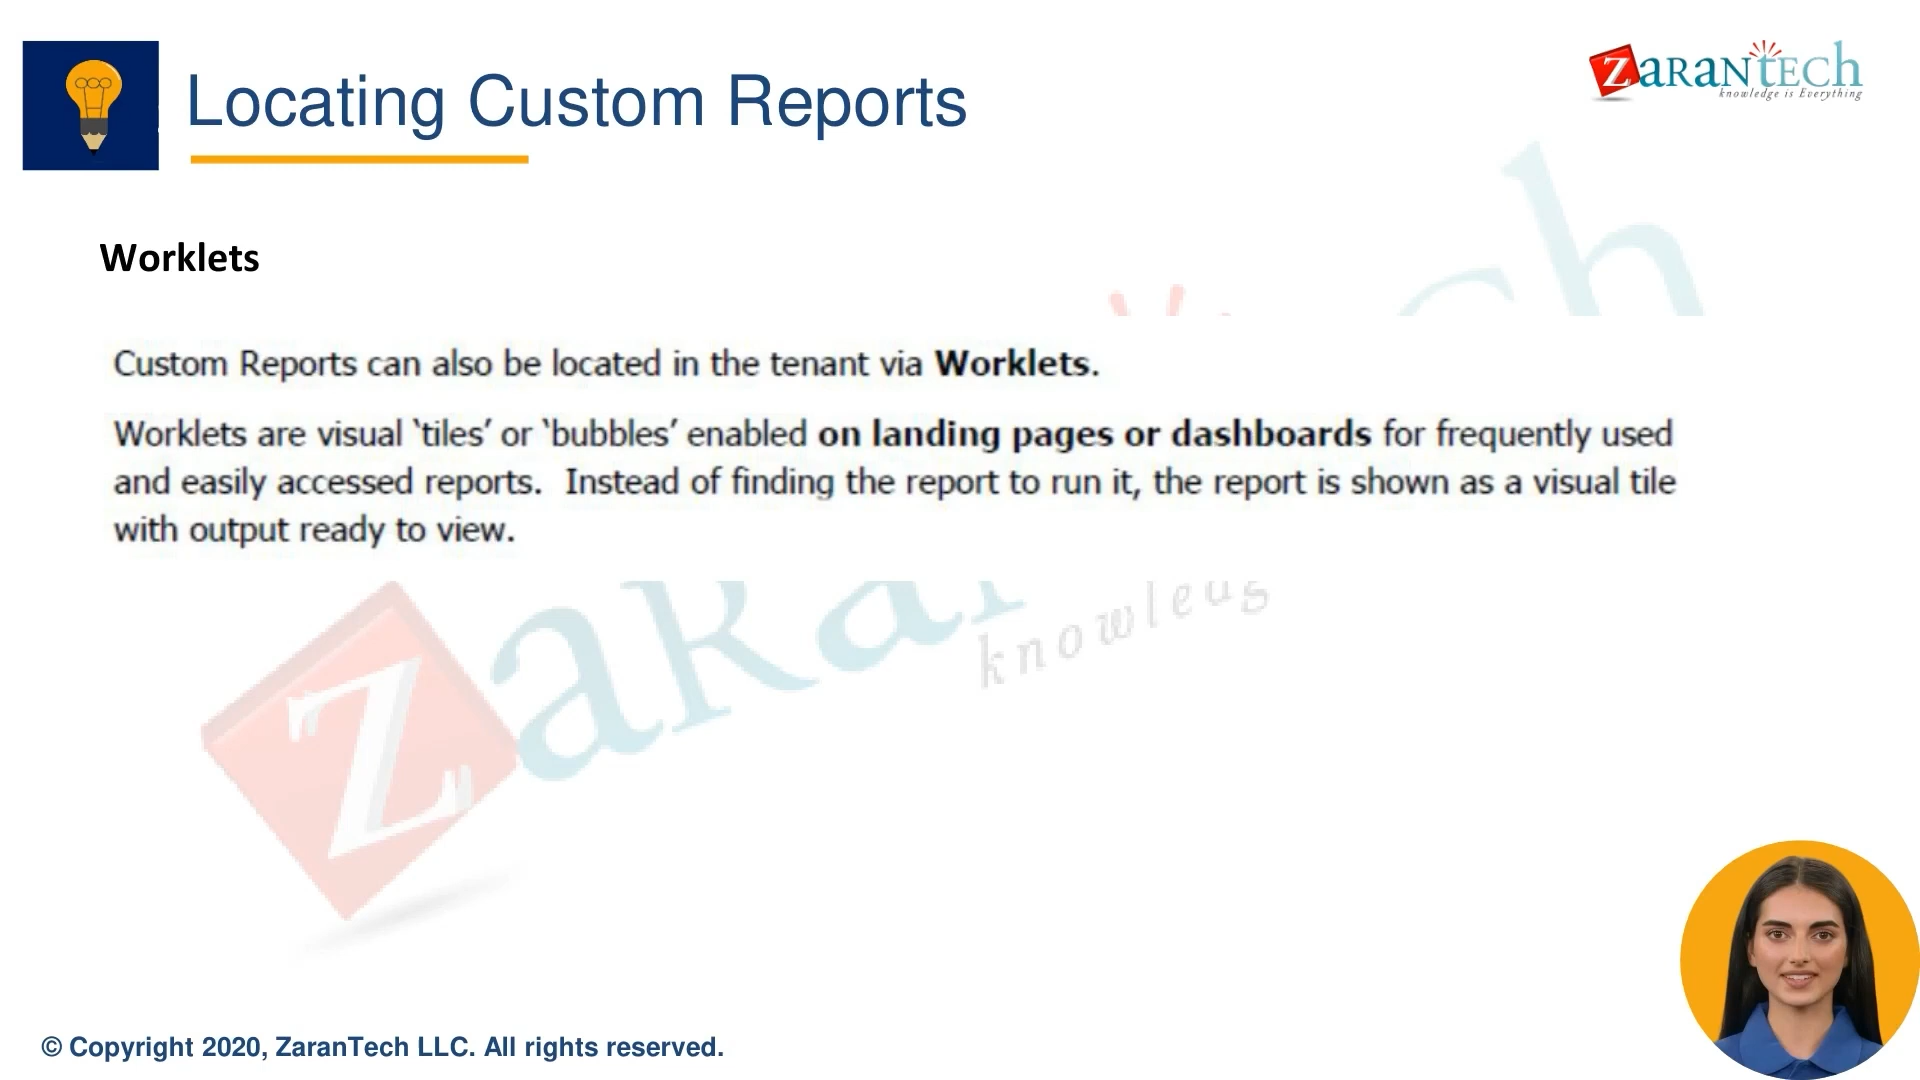 Locating Custom Reports
ZaranTech
knowledge is Everything
Worklets
Custom Reports can also be located in the tenant via Worklets.
Worklets are visual ‘tiles’ or ‘bubbles’ enabled on landing pages or dashboards for frequently used
and easily accessed reports.  Instead of finding the report to run it, the report is shown as a visual tile
with output ready to view.
© Copyright 2020, ZaranTech LLC. All rights reserved.